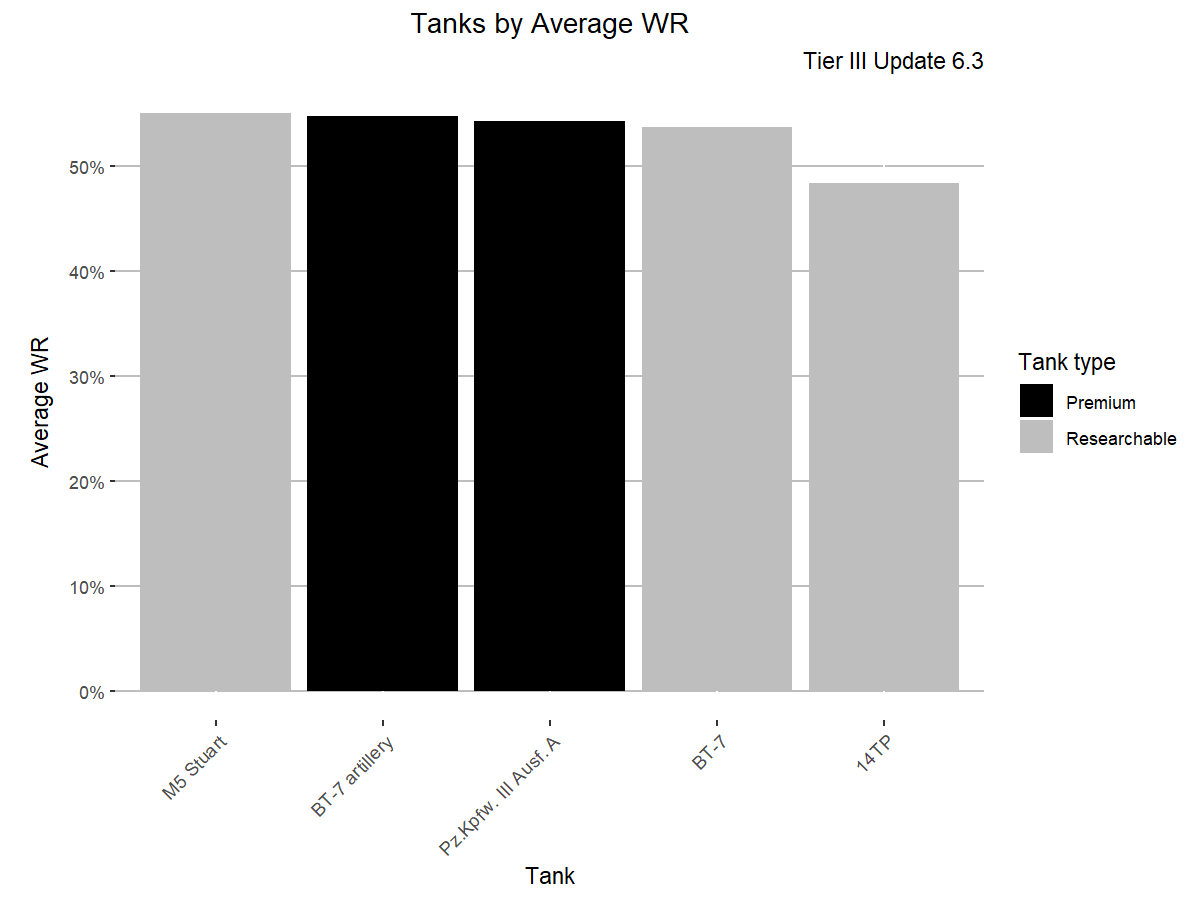 Tanks by Average WR
Tier III Update 6.3
Average WR
50%
40%
30%
20%
10%
0%
M5 Stuart
BT-7 artillery
Pz.Kpfw. III Ausf. A
BT-7
14TP
Tank
Tank type
Premium
Researchable